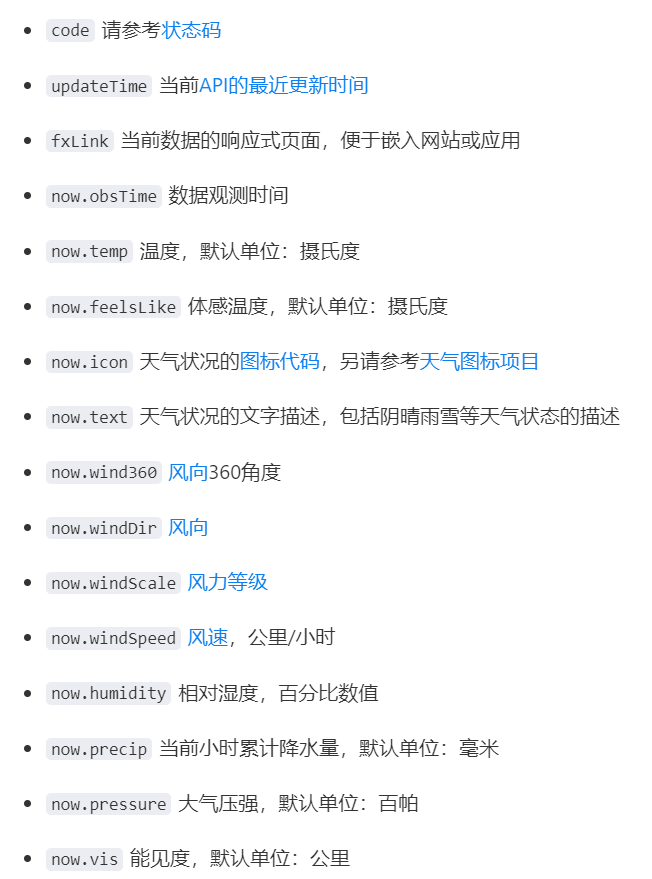 code 请参考状态码
updateTime 当前API的最近更新时间
fxLink 当前数据的响应式页面，便于嵌入网站或应用
now.obsTime 数据观测时间
now.temp 温度，默认单位：摄氏度
now.feelsLike 体感温度，默认单位：摄氏度
now.icon 天气状况的图标代码，另请参考天气图标项目
now.text 天气状况的文字描述，包括阴晴雨雪等天气状态的描述
now.wind360 风向360角度
now.windDir 风向
now.windScale 风力等级
now.windSpeed 风速，公里/小时
now.humidity 相对湿度，百分比数值
now.precip 当前小时累计降水量，默认单位：毫米
now.pressure 大气压强，默认单位：百帕
now.vis 能见度，默认单位：公里